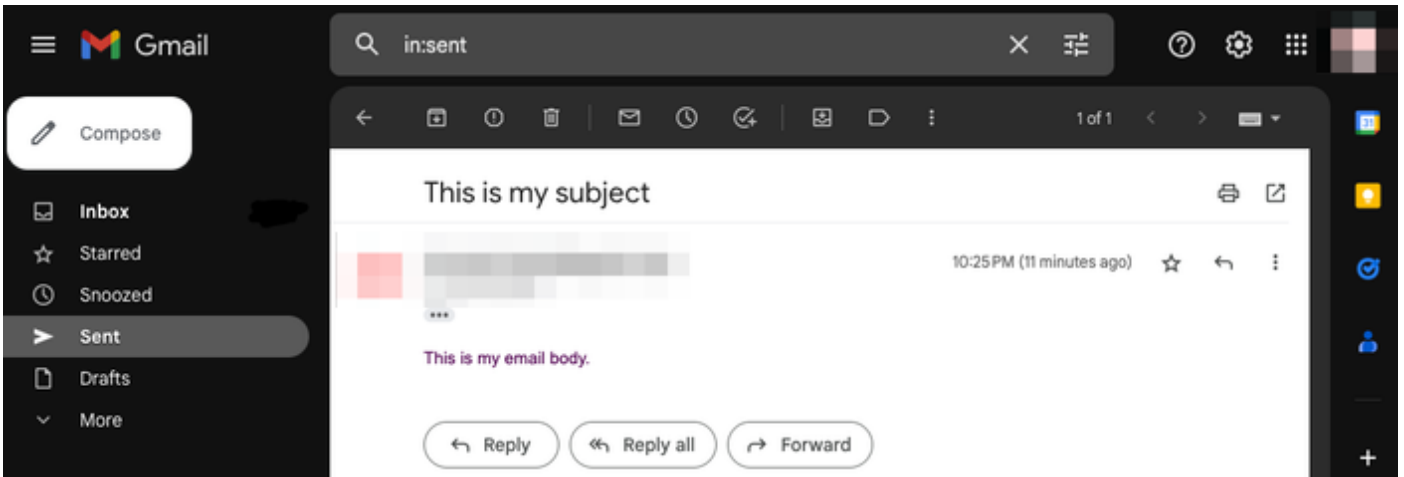 Gmail
in:sent
Compose
1 of 1
31
This is my subject
Inbox
Starred
10:25 PM (11 minutes ago)
Snoozed
Sent
This is my email body.
Drafts
More
Reply
Reply all
Forward